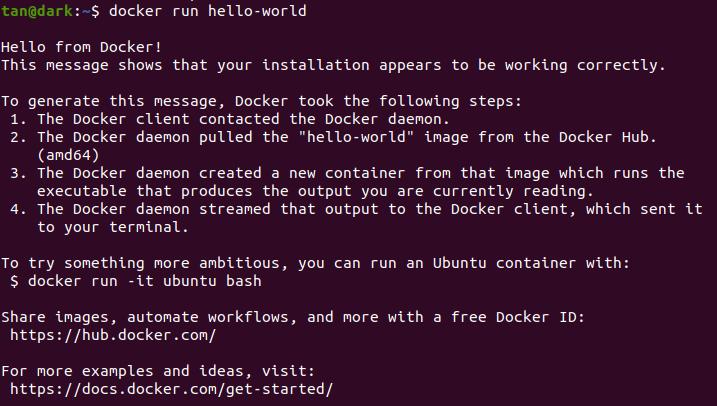 tan@dark:~$ docker run hello-world
Hello from Docker!
This message shows that your installation appears to be working correctly.
To generate this message, Docker took the following steps:
1. The Docker client contacted the Docker daemon.
2. The Docker daemon pulled the "hello-world" image from the Docker Hub.
(amd64)
3. The Docker daemon created a new container from that image which runs the
executable that produces the output you are currently reading.
4. The Docker daemon streamed that output to the Docker client, which sent it
to your terminal.
To try something more ambitious, you can run an Ubuntu container with:
$ docker run -it ubuntu bash
Share images, automate workflows, and more with a free Docker ID:
https://hub.docker.com/
For more examples and ideas, visit:
https://docs.docker.com/get-started/